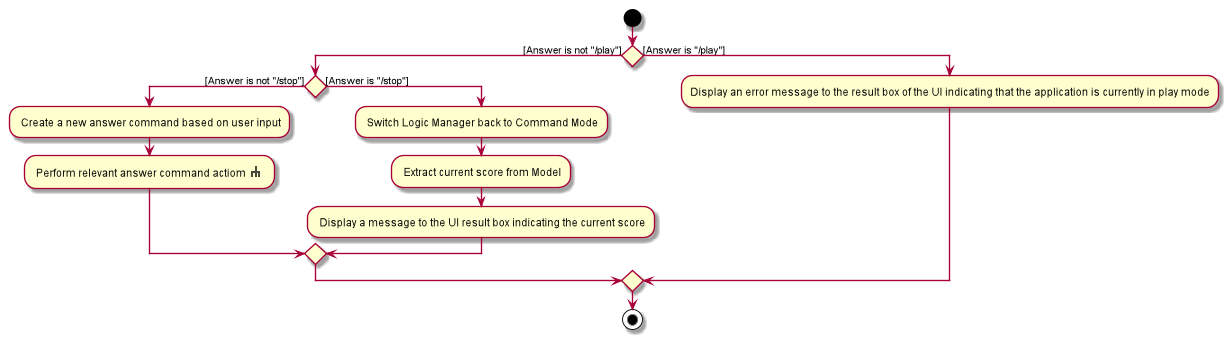 [Answer is not "/play"]
[Answer is "/play"]
[Answer is not "/stop"]
[Answer is "/stop"]
Display an error message to the result box of the UI indicating that the application is currently in play mode
Create a new answer command based on user input
Switch Logic Manager back to Command Mode
Perform relevant answer command actiom
Extract current score from Model
Display a message to the UI result box indicating the current score